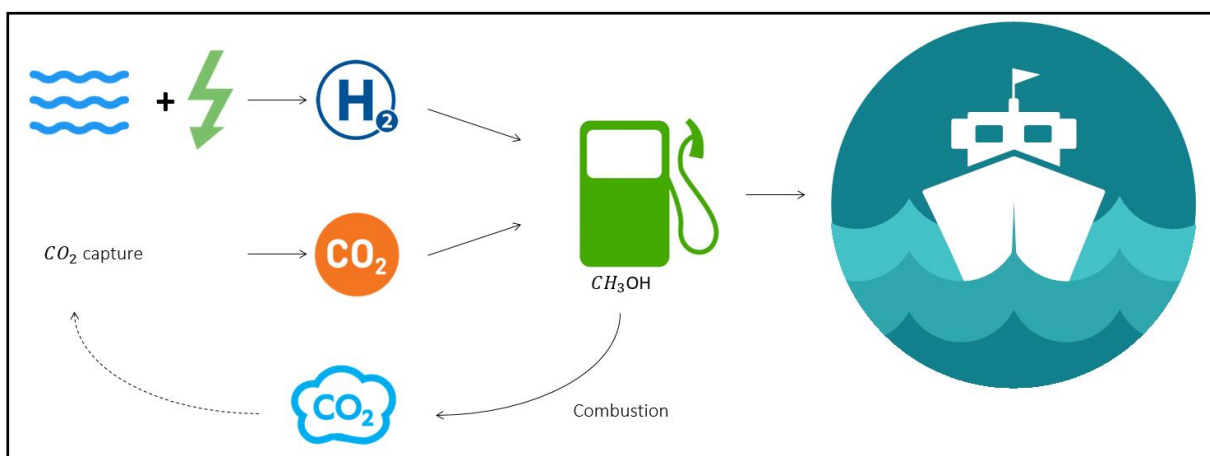 +
H₂
CO₂ capture
CO₂
CH₃OH
CO₂
Combustion